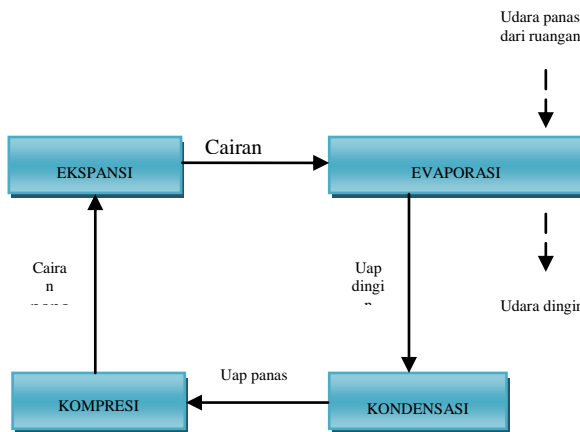 Udara panas
dari ruangan
Cairan
EKSPANSI
EVAPORASI
Caira
n
Uap
dingi
Udara dingin
Uap panas
KOMPRESI
KONDENSASI